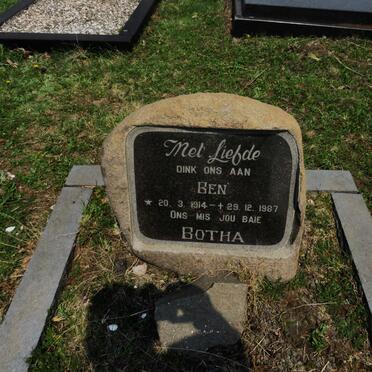 Met Liefde
DINK ONS AAN
BEN
★ 20. 3. 1914 – † 29. 12. 1987
ONS MIS JOU BAIE
BOTHA